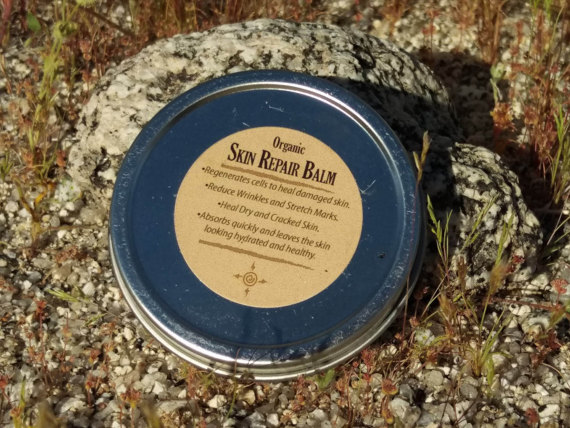 Organic
SKIN REPAIR BALM
•Regenerates cells to heal damaged skin.
•Reduce Wrinkles and Stretch Marks.
•Heal Dry and Cracked Skin.
•Absorbs quickly and leaves the skin
looking hydrated and healthy.